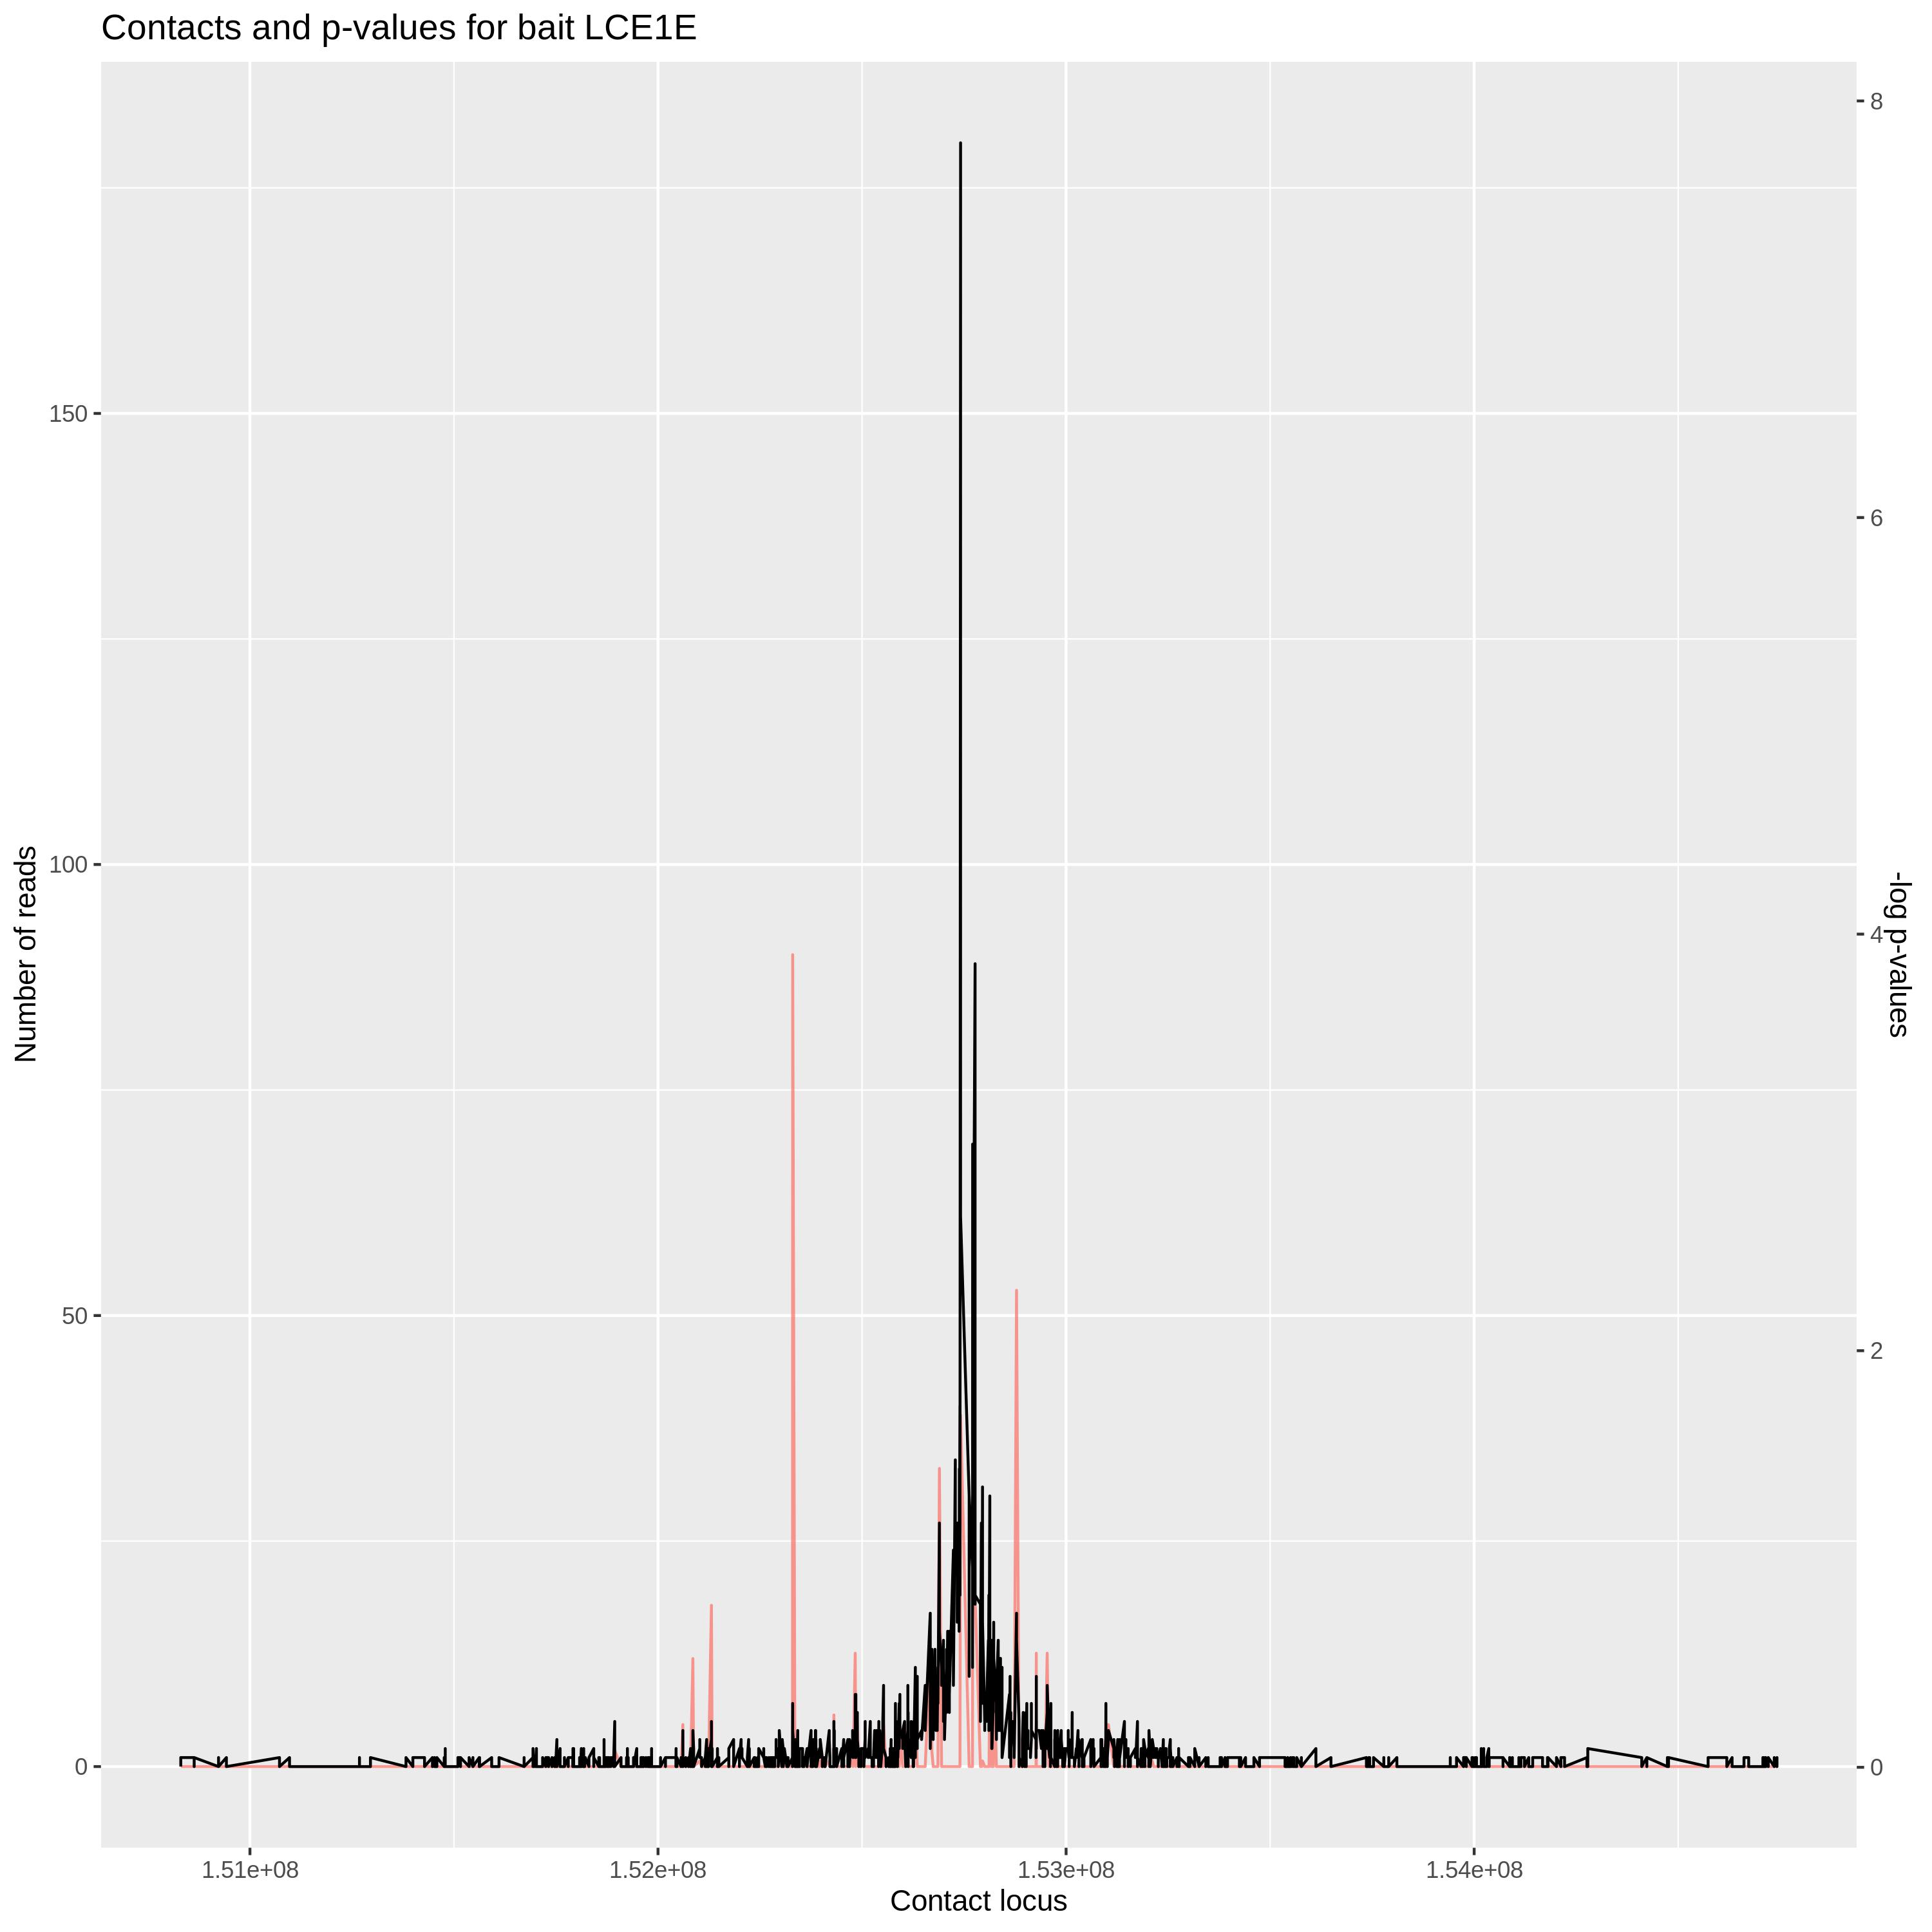 Contacts and p-values for bait LCE1E
Number of reads
150
100
50
0
8
6
4
2
0
-log p-values
1.51e+08
1.52e+08
1.53e+08
1.54e+08
Contact locus